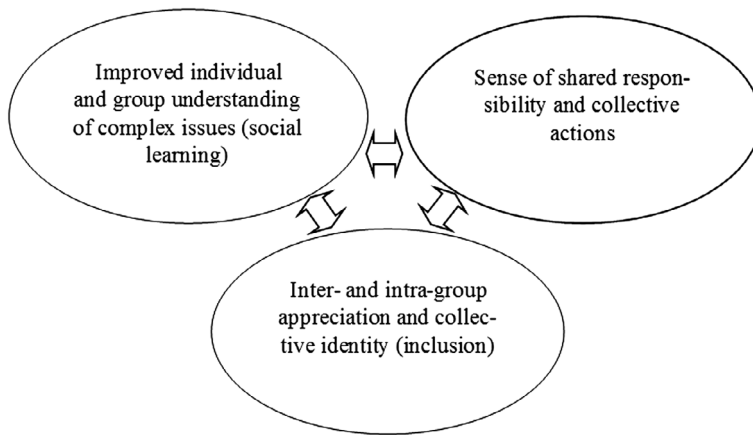 Improved individual
and group understanding
of complex issues (social
learning)
Sense of shared respon-
sibility and collective
actions
Inter- and intra-group
appreciation and collec-
tive identity (inclusion)